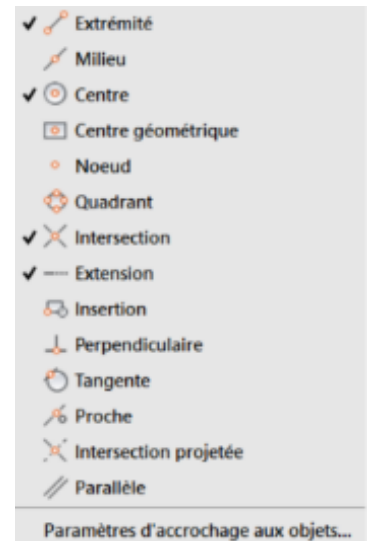 Extrémité
Milieu
Centre
Centre géométrique
Noeud
Quadrant
Intersection
Extension
Insertion
Perpendiculaire
Tangente
Proche
Intersection projetée
Parallèle
Paramètres d'accrochage aux objets...